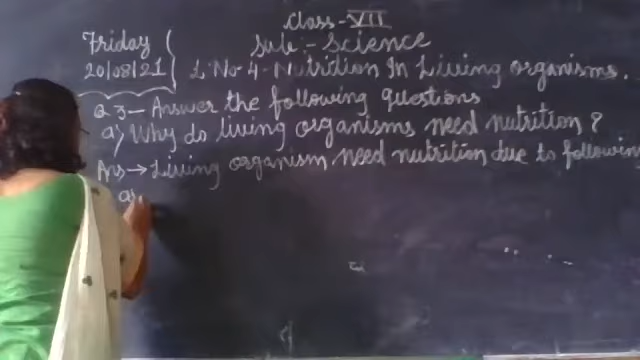 Class-VII
Friday
Sub:- Science
20/08/21
L.No 4-Nutrition In Living organisms.
Q 3- Answer the following questions
a) Why do living organisms need nutrition?
Ans→Living organism need nutrition due to following
a)